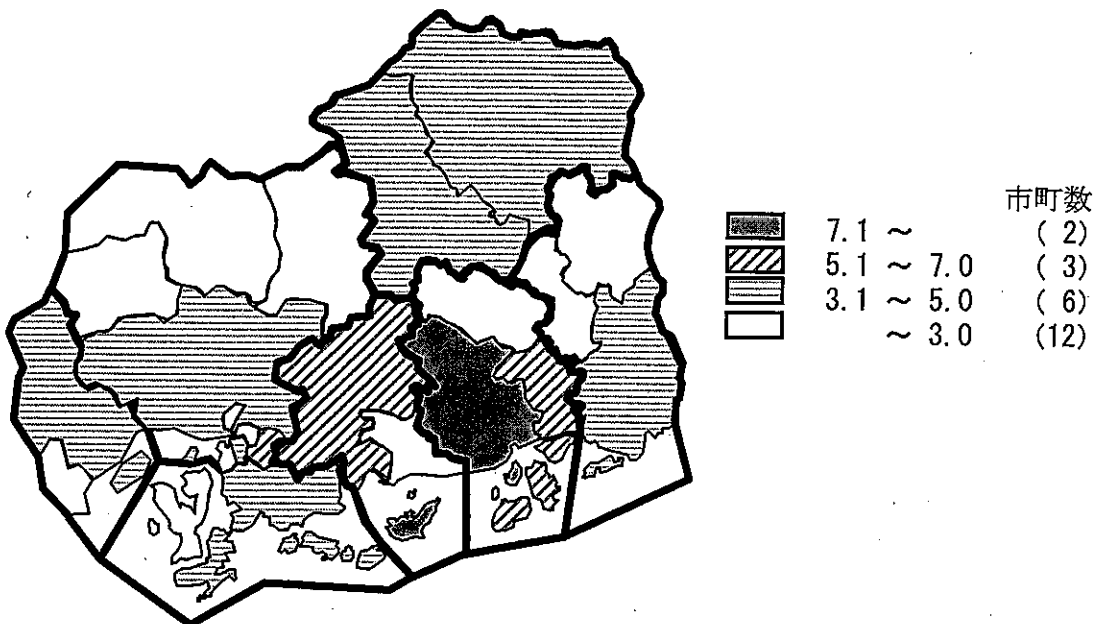 市町数
7.1 ～ ( 2)
5.1 ～ 7.0 ( 3)
3.1 ～ 5.0 ( 6)
～ 3.0 (12)